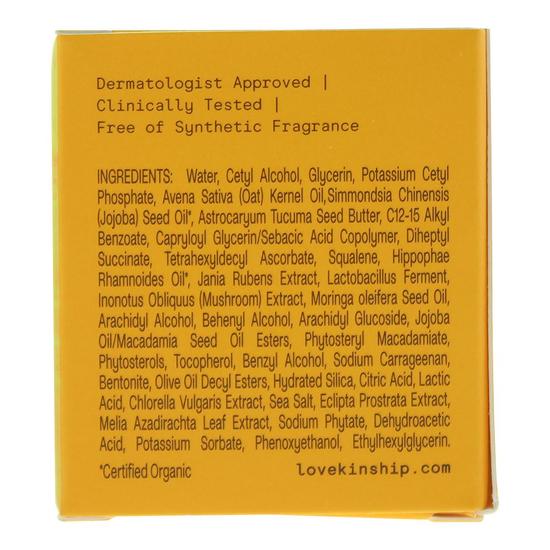 Dermatologist Approved |
Clinically Tested |
Free of Synthetic Fragrance
INGREDIENTS: Water, Cetyl Alcohol, Glycerin, Potassium Cetyl
Phosphate, Avena Sativa (Oat) Kernel Oil,Simmondsia Chinensis
(Jojoba) Seed Oil*, Astrocaryum Tucuma Seed Butter, C12-15 Alkyl
Benzoate, Capryloyl Glycerin/Sebacic Acid Copolymer, Diheptyl
Succinate, Tetrahexyldecyl Ascorbate, Squalene, Hippophae
Rhamnoides Oil*, Jania Rubens Extract, Lactobacillus Ferment,
Inonotus Obliquus (Mushroom) Extract, Moringa oleifera Seed Oil,
Arachidyl Alcohol, Behenyl Alcohol, Arachidyl Glucoside, Jojoba
Oil/Macadamia Seed Oil Esters, Phytosteryl Macadamiate,
Phytosterols, Tocopherol, Benzyl Alcohol, Sodium Carrageenan,
Bentonite, Olive Oil Decyl Esters, Hydrated Silica, Citric Acid, Lactic
Acid, Chlorella Vulgaris Extract, Sea Salt, Eclipta Prostrata Extract,
Melia Azadirachta Leaf Extract, Sodium Phytate, Dehydroacetic
Acid, Potassium Sorbate, Phenoxyethanol, Ethylhexylglycerin.
*Certified Organic
lovekinship.com